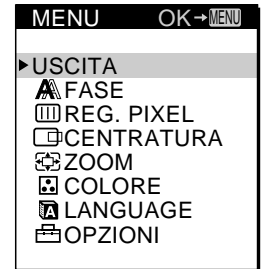 MENU OK→MENU
USCITA
FASE
REG. PIXEL
CENTRATURA
ZOOM
COLORE
LANGUAGE
OPZIONI